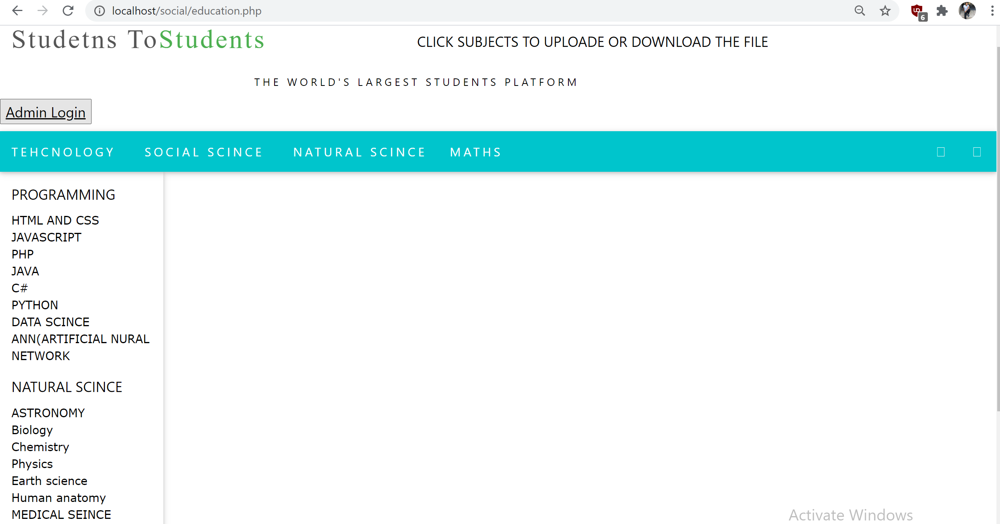 localhost/social/education.php
6
Studetns ToStudents
CLICK SUBJECTS TO UPLOADE OR DOWNLOAD THE FILE
THE WORLD'S LARGEST STUDENTS PLATFORM
Admin Login
TEHCNOLOGY SOCIAL SCINCE NATURAL SCINCE MATHS
PROGRAMMING
HTML AND CSS
JAVASCRIPT
PHP
JAVA
C#
PYTHON
DATA SCINCE
ANN(ARTIFICIAL NURAL
NETWORK
NATURAL SCINCE
ASTRONOMY
Biology
Chemistry
Physics
Earth science
Human anatomy
MEDICAL SEINCE
Activate Windows